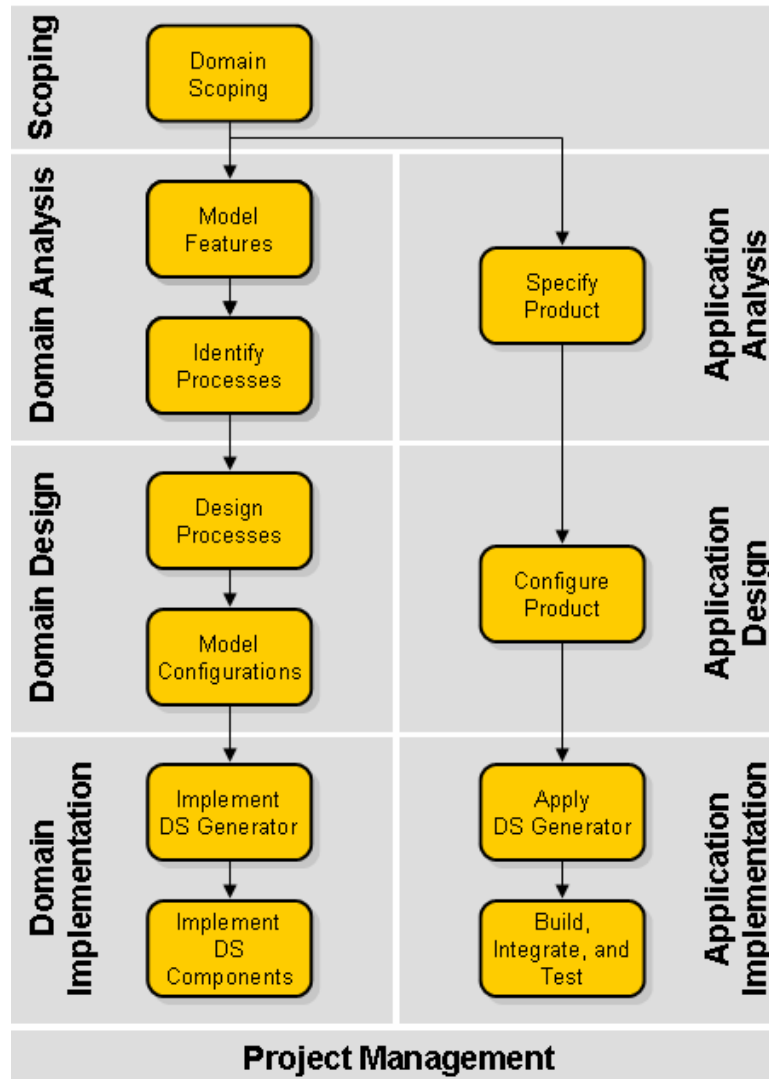 Scoping
Domain
Scoping
Domain Analysis
Model
Features
Identify
Processes
Specify
Product
Application
Analysis
Domain Design
Design
Processes
Model
Configurations
Configure
Product
Application
Design
Domain
Implementation
Implement
DS Generator
Implement
DS
Components
Apply
DS Generator
Build,
Integrate, and
Test
Application
Implementation
Project Management